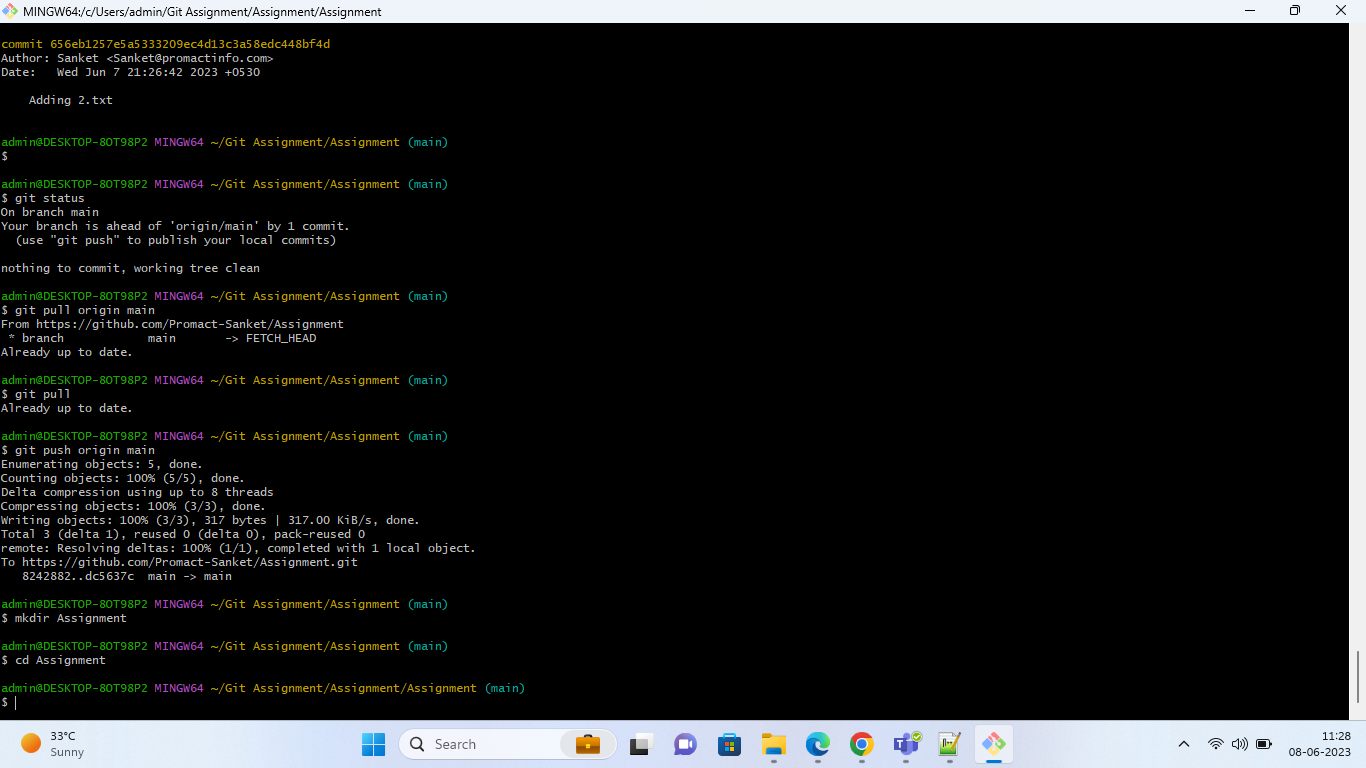 MINGW64:/c/Users/admin/Git Assignment/Assignment/Assignment
commit 656eb1257e5a5333209ec4d13c3a58edc448bf4d
Author: Sanket <Sanket@promactinfo.com>
Date:   Wed Jun 7 21:26:42 2023 +0530
    Adding 2.txt
admin@DESKTOP-8OT98P2 MINGW64 ~/Git Assignment/Assignment (main)
$
admin@DESKTOP-8OT98P2 MINGW64 ~/Git Assignment/Assignment (main)
$ git status
On branch main
Your branch is ahead of 'origin/main' by 1 commit.
  (use "git push" to publish your local commits)
nothing to commit, working tree clean
admin@DESKTOP-8OT98P2 MINGW64 ~/Git Assignment/Assignment (main)
$ git pull origin main
From https://github.com/Promact-Sanket/Assignment
 * branch            main       -> FETCH_HEAD
Already up to date.
admin@DESKTOP-8OT98P2 MINGW64 ~/Git Assignment/Assignment (main)
$ git pull
Already up to date.
admin@DESKTOP-8OT98P2 MINGW64 ~/Git Assignment/Assignment (main)
$ git push origin main
Enumerating objects: 5, done.
Counting objects: 100% (5/5), done.
Delta compression using up to 8 threads
Compressing objects: 100% (3/3), done.
Writing objects: 100% (3/3), 317 bytes | 317.00 KiB/s, done.
Total 3 (delta 1), reused 0 (delta 0), pack-reused 0
remote: Resolving deltas: 100% (1/1), completed with 1 local object.
To https://github.com/Promact-Sanket/Assignment.git
   8242882..dc5637c  main -> main
admin@DESKTOP-8OT98P2 MINGW64 ~/Git Assignment/Assignment (main)
$ mkdir Assignment
admin@DESKTOP-8OT98P2 MINGW64 ~/Git Assignment/Assignment (main)
$ cd Assignment
admin@DESKTOP-8OT98P2 MINGW64 ~/Git Assignment/Assignment/Assignment (main)
$
33°C
Sunny
Search
11:28
08-06-2023